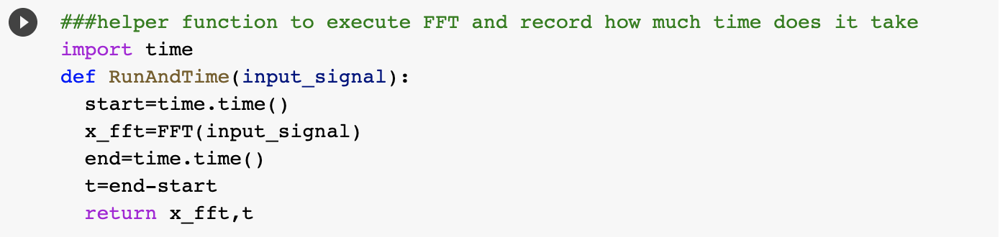 ###helper function to execute FFT and record how much time does it take
import time
def RunAndTime(input_signal):
  start=time.time()
  x_fft=FFT(input_signal)
  end=time.time()
  t=end-start
  return x_fft,t